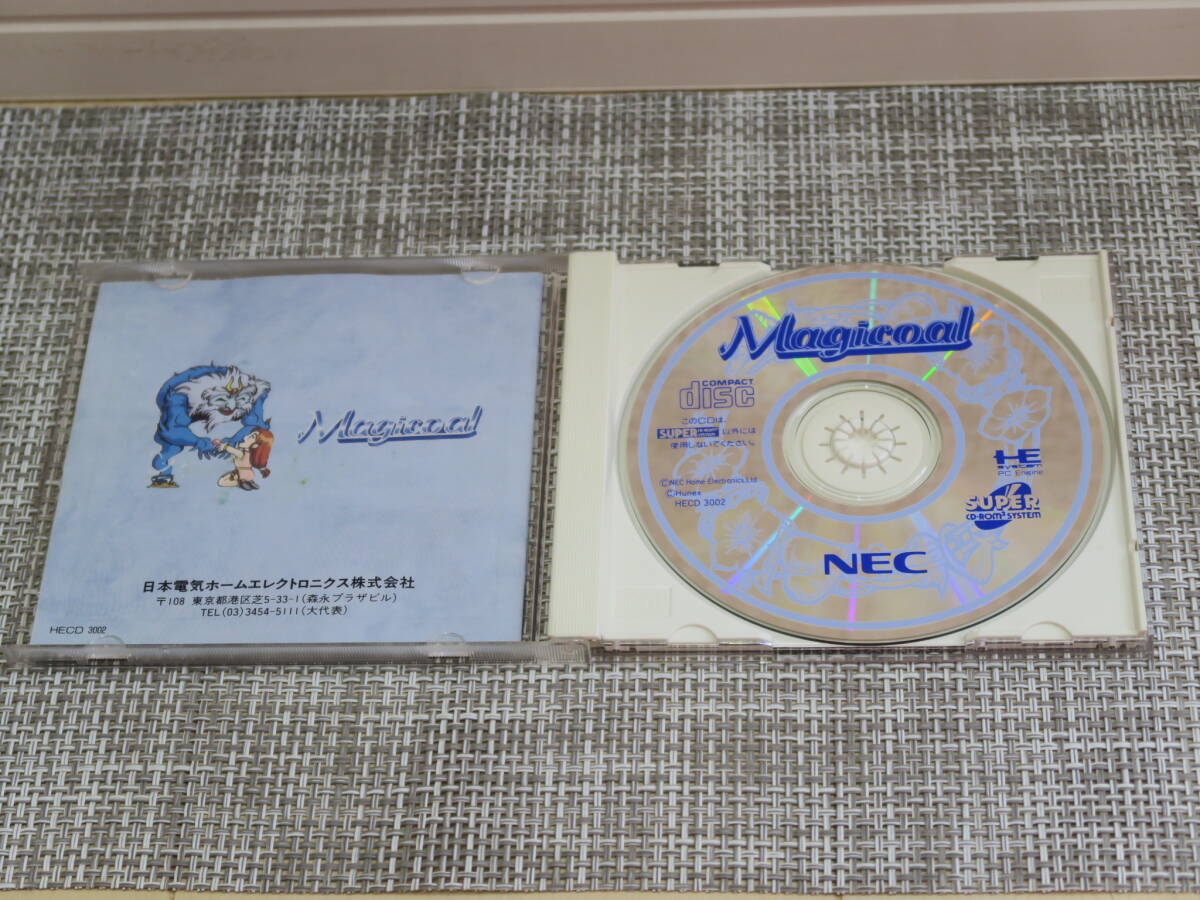 Magicoal
日本電気ホームエレクトロニクス株式会社
〒108 東京都港区芝5-33-1(森永プラザビル)
TEL(03)3454-5111(大代表)
HECD 3002
Magicoal
COMPACT
disc
このCDは、
SUPER CD-ROM² SYSTEM 以外には
使用しないでください。
©NEC Home Electronics,Ltd
©Hunex
HECD 3002
HE
SYSTEM
PC Engine
SUPER
CD-ROM² SYSTEM
NEC